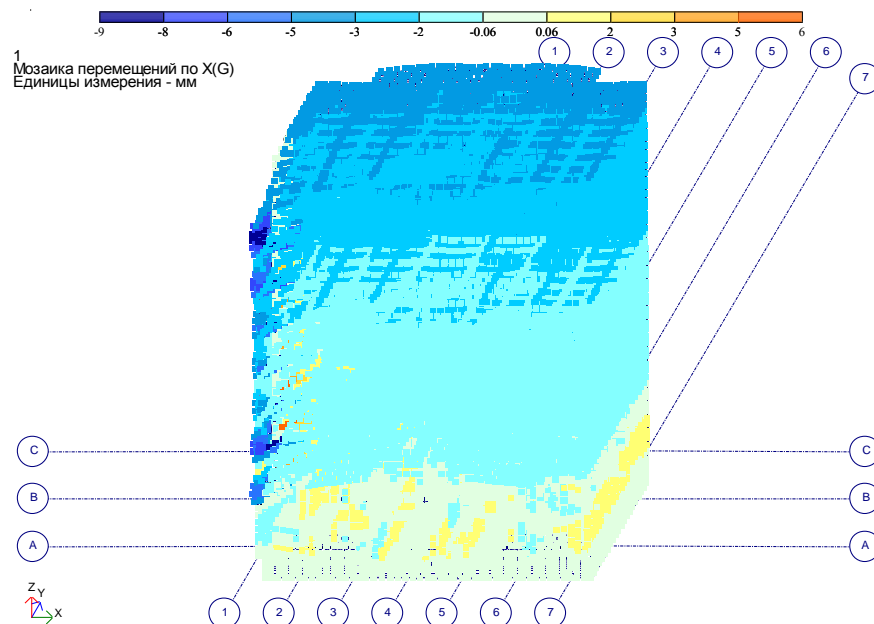 -9 -8 -6 -5 -3 -2 -0.06 0.06 2 3 5 6
1
Мозаика перемещений по X(G)
Единицы измерения - мм
1 2 3 4 5 6
7
C C
B B
A A
Z
Y
X
1 2 3 4 5 6 7